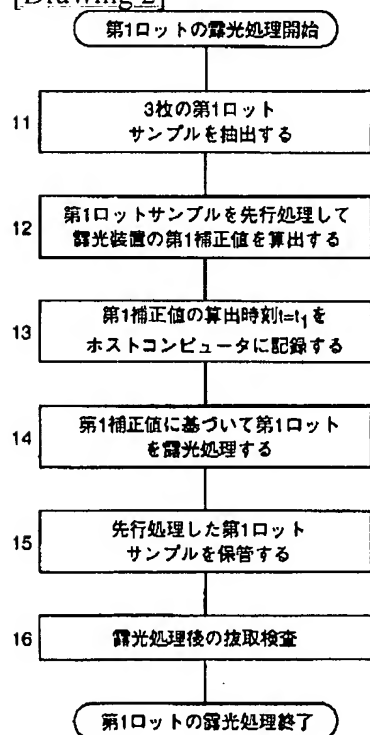 [Drawing 2]
第1ロットの露光処理開始
11
3枚の第1ロット
サンプルを抽出する
12
第1ロットサンプルを先行処理して
露光装置の第1補正値を算出する
13
第1補正値の算出時刻t=t1を
ホストコンピュータに記録する
14
第1補正値に基づいて第1ロット
を露光処理する
15
先行処理した第1ロット
サンプルを保管する
16
露光処理後の抜取検査
第1ロットの露光処理終了